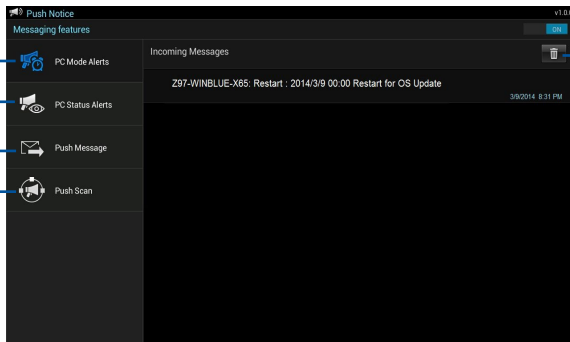 Push Notice
v1.0.
Messaging features
ON
PC Mode Alerts
Incoming Messages
Z97-WINBLUE-X65: Restart : 2014/3/9 00:00 Restart for OS Update
3/9/2014 8:31 PM
PC Status Alerts
Push Message
Push Scan